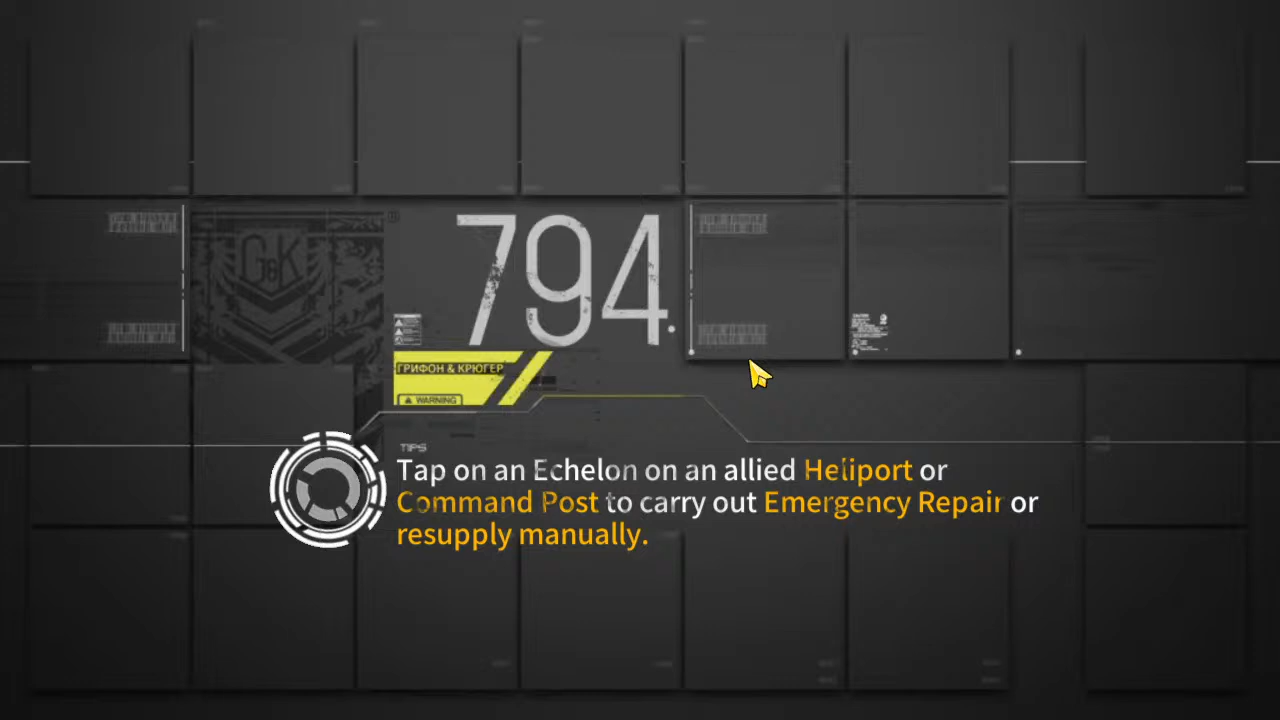 G&K
794.
ГРИФОН & КРЮГЕР
WARNING
TIPS
Tap on an Echelon on an allied Heliport or
Command Post to carry out Emergency Repair or
resupply manually.